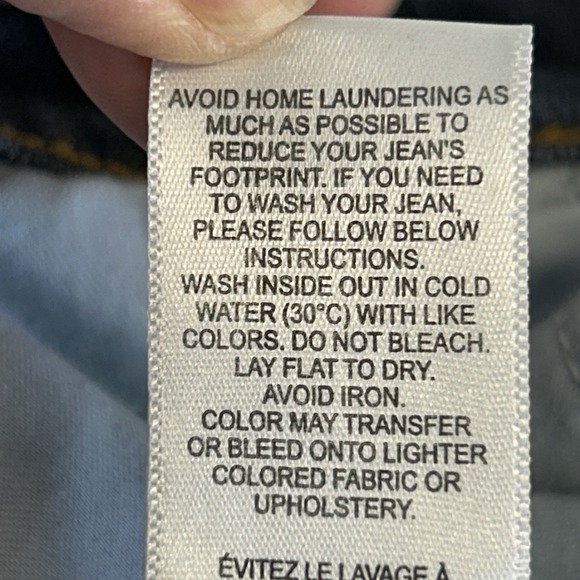 AVOID HOME LAUNDERING AS
MUCH AS POSSIBLE TO
REDUCE YOUR JEAN'S
FOOTPRINT. IF YOU NEED
TO WASH YOUR JEAN,
PLEASE FOLLOW BELOW
INSTRUCTIONS.
WASH INSIDE OUT IN COLD
WATER (30°C) WITH LIKE
COLORS. DO NOT BLEACH.
LAY FLAT TO DRY.
AVOID IRON.
COLOR MAY TRANSFER
OR BLEED ONTO LIGHTER
COLORED FABRIC OR
UPHOLSTERY.
ÉVITEZ LE LAVAGE À